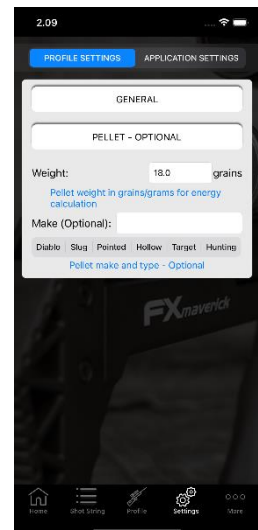 2.09
PROFILE SETTINGS APPLICATION SETTINGS
GENERAL
PELLET - OPTIONAL
Weight: 18.0 grains
Pellet weight in grains/grams for energy
calculation
Make (Optional):
Diablo Slug Pointed Hollow Target Hunting
Pellet make and type - Optional
FXmaverick
Home Shot String Profile Settings More